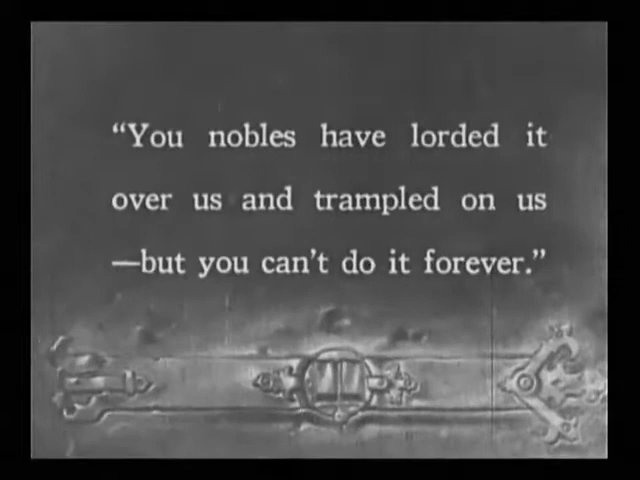 “You nobles have lorded it
over us and trampled on us
—but you can’t do it forever.”